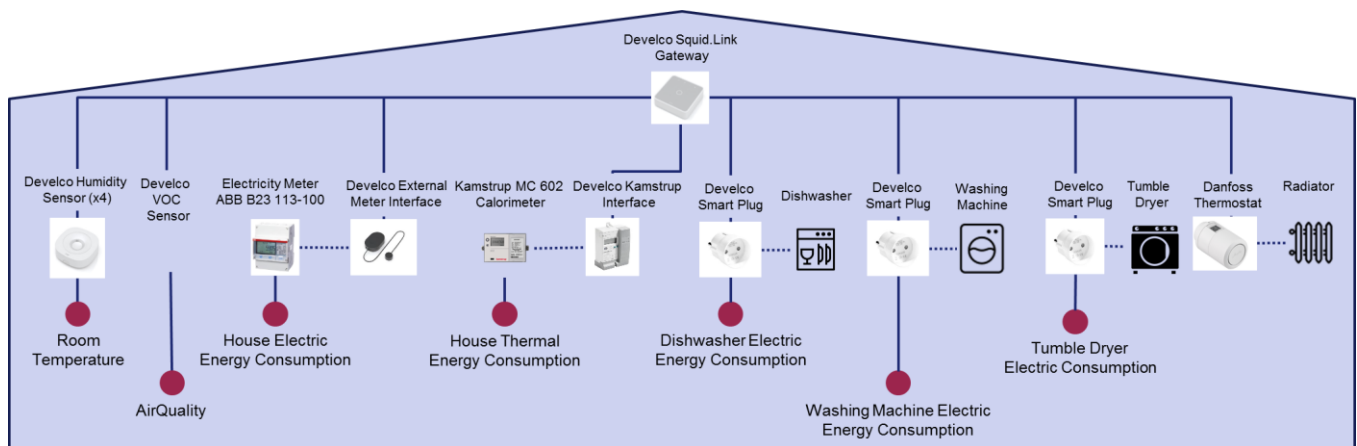 Develco Squid.Link
Gateway
Develco Humidity
Sensor (x4)
Develco
VOC
Sensor
Electricity Meter
ABB B23 113-100
Develco External
Meter Interface
Kamstrup MC 602
Calorimeter
Develco Kamstrup
Interface
Develco
Smart Plug
Dishwasher
Develco
Smart Plug
Washing
Machine
Develco
Smart Plug
Tumble
Dryer
Danfoss
Thermostat
Radiator
Room
Temperature
AirQuality
House Electric
Energy Consumption
House Thermal
Energy Consumption
Dishwasher Electric
Energy Consumption
Washing Machine Electric
Energy Consumption
Tumble Dryer
Electric Consumption